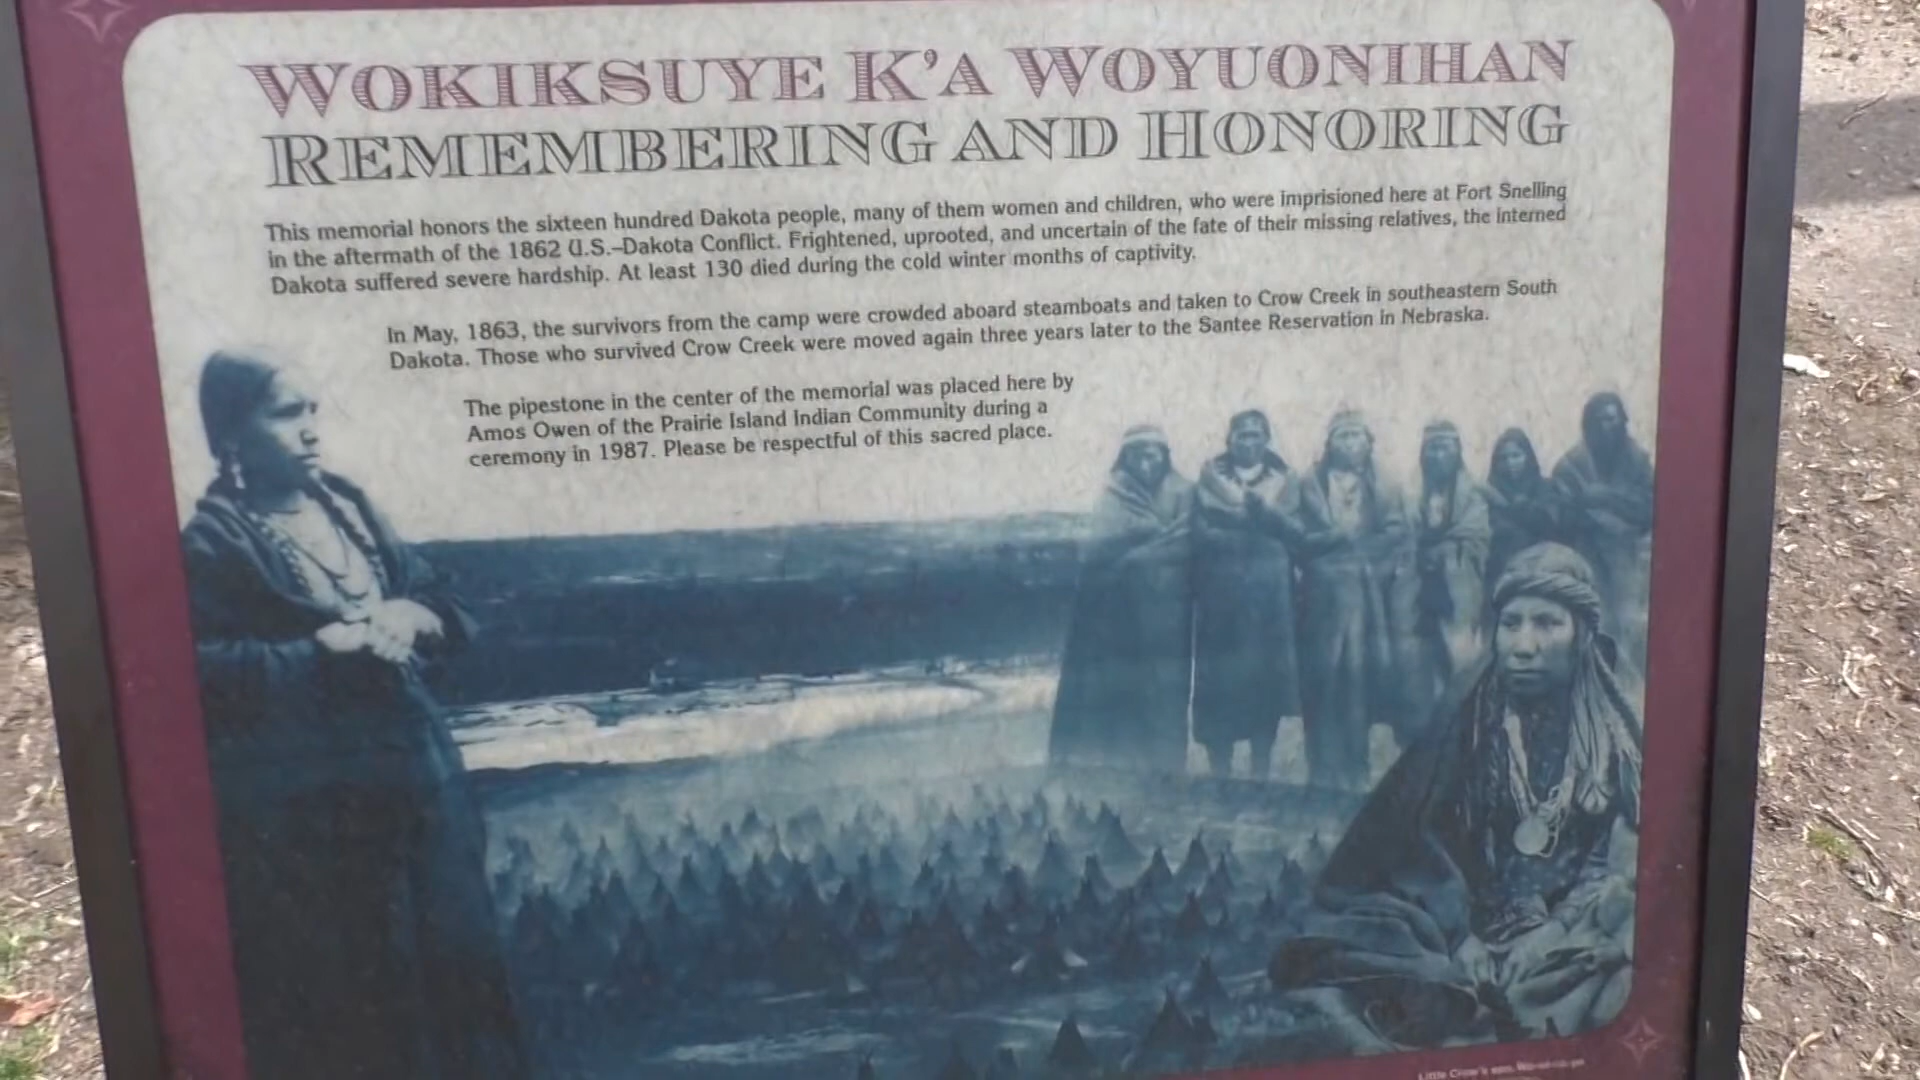 WOKIKSUYE K'A WOYUONIHAN
REMEMBERING AND HONORING
This memorial honors the sixteen hundred Dakota people, many of them women and children, who were imprisioned here at Fort Snelling
in the aftermath of the 1862 U.S.–Dakota Conflict. Frightened, uprooted, and uncertain of the fate of their missing relatives, the interned
Dakota suffered severe hardship. At least 130 died during the cold winter months of captivity.
In May, 1863, the survivors from the camp were crowded aboard steamboats and taken to Crow Creek in southeastern South
Dakota. Those who survived Crow Creek were moved again three years later to the Santee Reservation in Nebraska.
The pipestone in the center of the memorial was placed here by
Amos Owen of the Prairie Island Indian Community during a
ceremony in 1987. Please be respectful of this sacred place.
Little Crow's